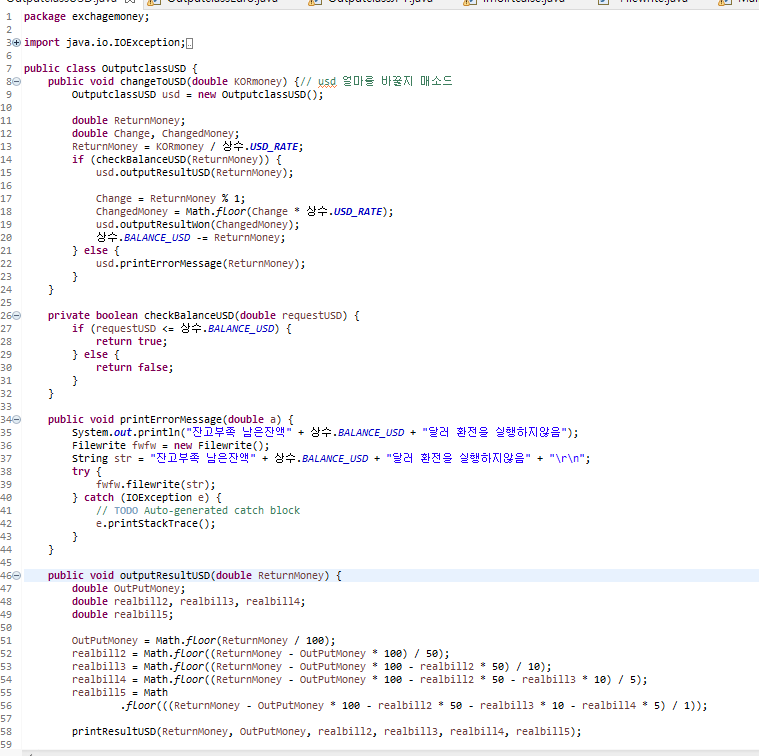 package exchagemoney;
import java.io.IOException;
public class OutputclassUSD {
public void changeToUSD(double KORmoney) {// usd 얼마를 바꿀지 매소드
OutputclassUSD usd = new OutputclassUSD();
double ReturnMoney;
double Change, ChangedMoney;
ReturnMoney = KORmoney / 상수.USD_RATE;
if (checkBalanceUSD(ReturnMoney)) {
usd.outputResultUSD(ReturnMoney);
Change = ReturnMoney % 1;
ChangedMoney = Math.floor(Change * 상수.USD_RATE);
usd.outputResultWon(ChangedMoney);
상수.BALANCE_USD -= ReturnMoney;
} else {
usd.printErrorMessage(ReturnMoney);
}
}
private boolean checkBalanceUSD(double requestUSD) {
if (requestUSD <= 상수.BALANCE_USD) {
return true;
} else {
return false;
}
}
public void printErrorMessage(double a) {
System.out.println("잔고부족 남은잔액" + 상수.BALANCE_USD + "달러 환전을 실행하지않음");
Filewrite fwfw = new Filewrite();
String str = "잔고부족 남은잔액" + 상수.BALANCE_USD + "달러 환전을 실행하지않음" + "\r\n";
try {
fwfw.filewrite(str);
} catch (IOException e) {
// TODO Auto-generated catch block
e.printStackTrace();
}
}
public void outputResultUSD(double ReturnMoney) {
double OutPutMoney;
double realbill2, realbill3, realbill4;
double realbill5;
OutPutMoney = Math.floor(ReturnMoney / 100);
realbill2 = Math.floor((ReturnMoney - OutPutMoney * 100) / 50);
realbill3 = Math.floor((ReturnMoney - OutPutMoney * 100 - realbill2 * 50) / 10);
realbill4 = Math.floor((ReturnMoney - OutPutMoney * 100 - realbill2 * 50 - realbill3 * 10) / 5);
realbill5 = Math
.floor(((ReturnMoney - OutPutMoney * 100 - realbill2 * 50 - realbill3 * 10 - realbill4 * 5) / 1));
printResultUSD(ReturnMoney, OutPutMoney, realbill2, realbill3, realbill4, realbill5);